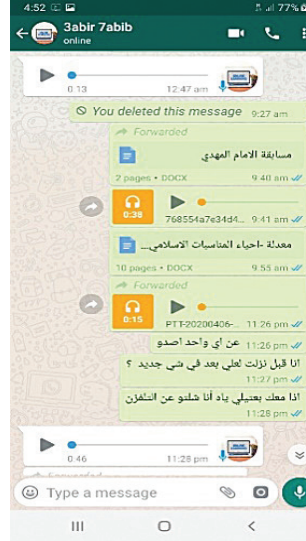 4:52
77%
3abir 7abib
online
0:13
12:47 am
You deleted this message 9:27 am
Forwarded
مسابقة الامام المهدي
2 pages • DOCX
9:40 am
0:38
768554a7e34d4... 9:41 am
معدلة -احياء المناسبات الاسلامي...
10 pages • DOCX
9:55 am
Forwarded
0:15
PTT-20200406-... 11:26 pm
عن اي واحد اصدو 11:26 pm
انا قبل نزلت لعلي بعد في شي جديد ؟
11:27 pm
اذا معك بعتيلي ياه أنا شلتو عن التلفزن
11:28 pm
0:46
11:28 pm
Forwarded
Type a message